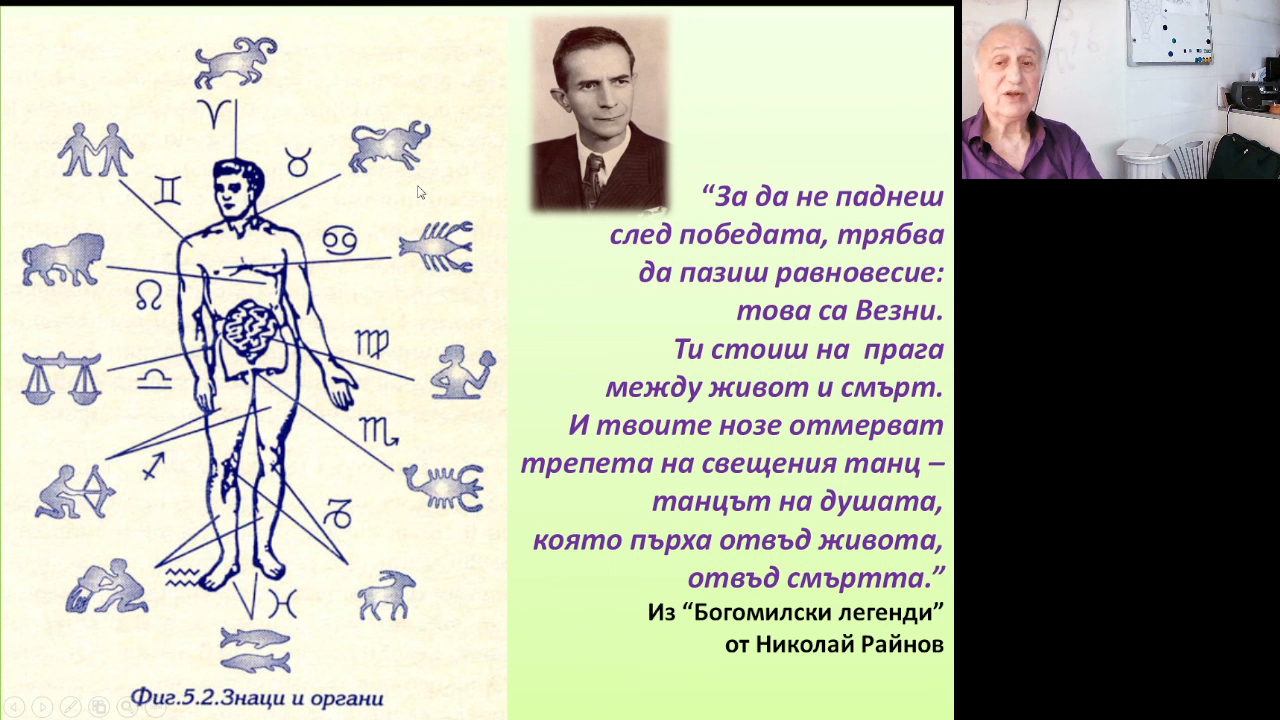 “За да не паднеш
след победата, трябва
да пазиш равновесие:
това са Везни.
Ти стоиш на прага
между живот и смърт.
И твоите нозе отмерват
трепета на свещения танц –
танцът на душата,
която пърха отвъд живота,
отвъд смъртта.”
Из “Богомилски легенди”
от Николай Райнов
Фиг.5.2.Знаци и органи